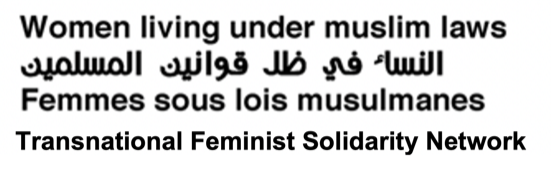 Women living under muslim laws
النساء في ظل قوانين المسلمين
Femmes sous lois musulmanes
Transnational Feminist Solidarity Network